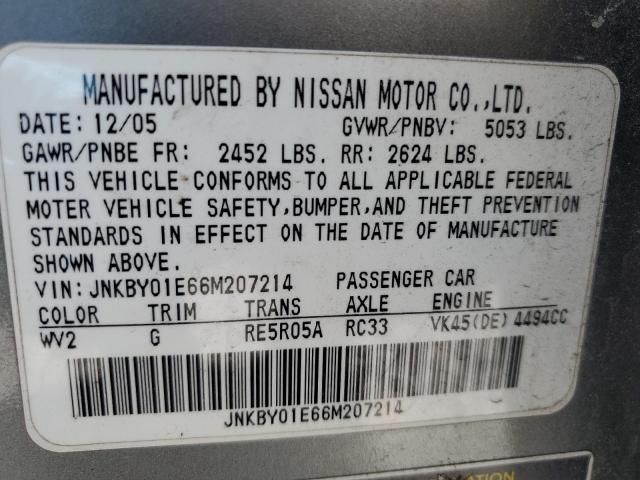 MANUFACTURED BY NISSAN MOTOR CO.,LTD.
DATE: 12/05 GVWR/PNBV: 5053 LBS.
GAWR/PNBE FR: 2452 LBS. RR: 2624 LBS.
THIS VEHICLE CONFORMS TO ALL APPLICABLE FEDERAL
MOTER VEHICLE SAFETY,BUMPER,AND THEFT PREVENTION
STANDARDS IN EFFECT ON THE DATE OF MANUFACTURE
SHOWN ABOVE.
VIN: JNKBY01E66M207214 PASSENGER CAR
COLOR TRIM TRANS AXLE ENGINE
WV2 G RE5R05A RC33 VK45(DE) 4494CC
JNKBY01E66M207214